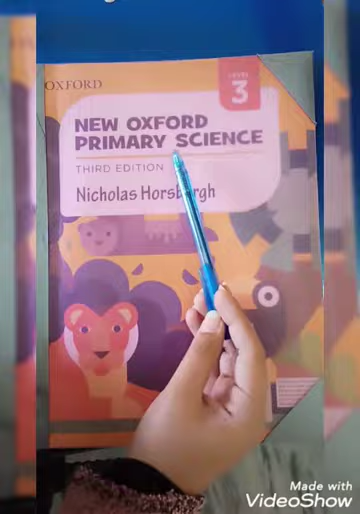 OXFORD
LEVEL
3
NEW OXFORD
PRIMARY SCIENCE
THIRD EDITION
Nicholas Horsburgh
Made with
VideoShow